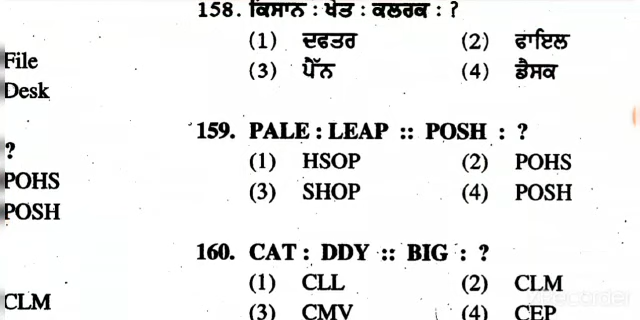 File
Desk
?
POHS
POSH
CLM
158. ਕਿਸਾਨ : ਖੇਤ : ਕਲਰਕ : ?
(1) ਦਫਤਰ (2) ਫਾਇਲ
(3) ਪੈੱਨ (4) ਡੈਸਕ
159. PALE : LEAP :: POSH : ?
(1) HSOP (2) POHS
(3) SHOP (4) POSH
160. CAT : DDY :: BIG : ?
(1) CLL (2) CLM
(3) CMV (4) CEP